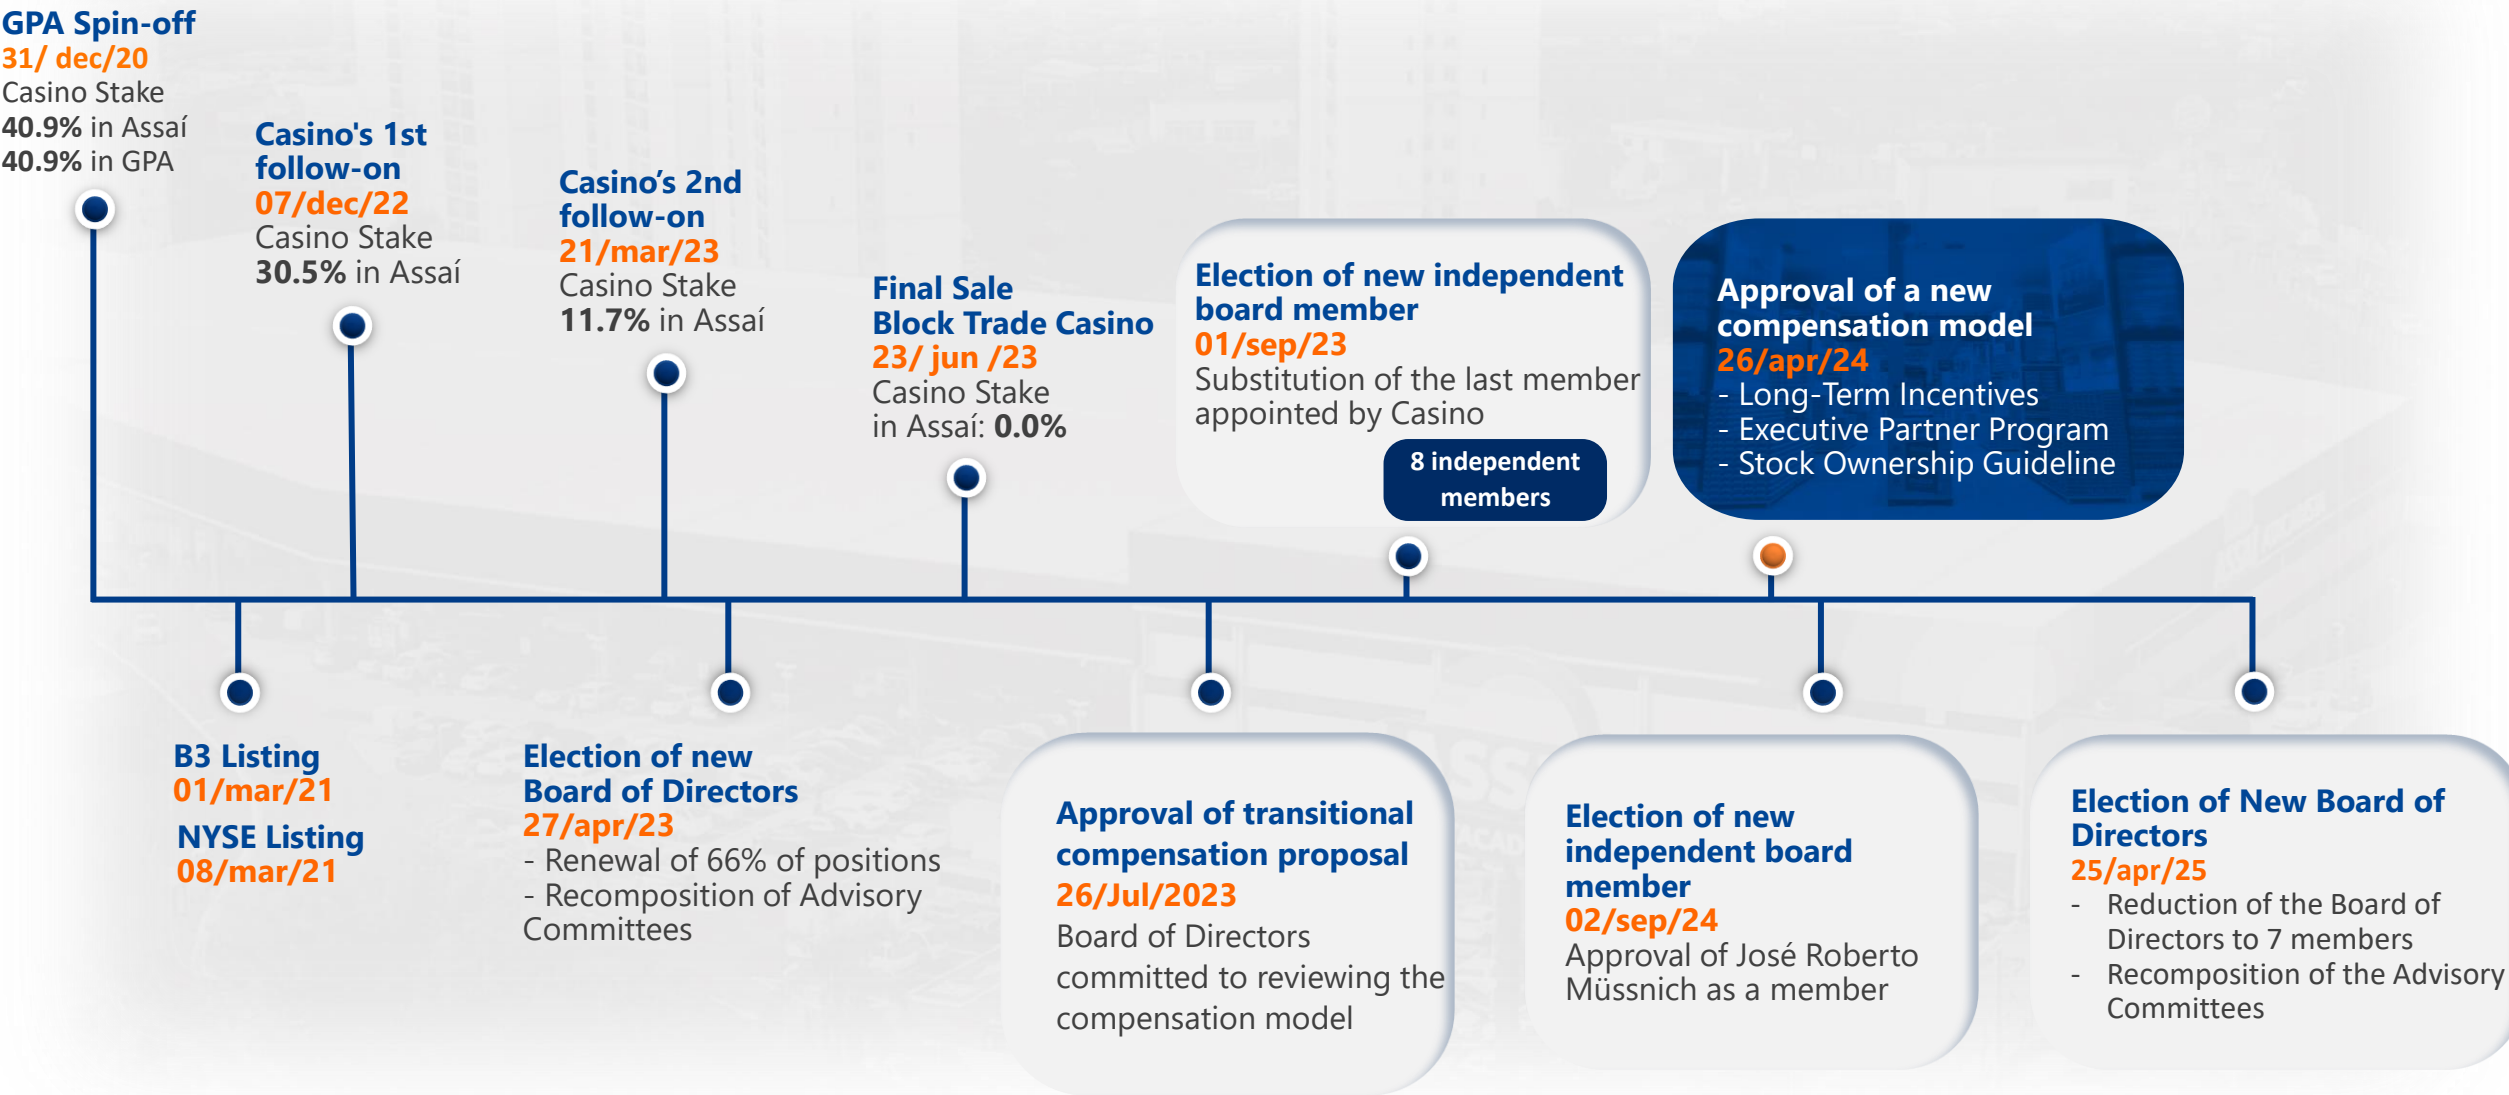 GPA Spin-off
31/ dec/20
Casino Stake
40.9% in Assaí
40.9% in GPA
Casino's 1st
follow-on
07/dec/22
Casino Stake
30.5% in Assaí
Casino’s 2nd
follow-on
21/mar/23
Casino Stake
11.7% in Assaí
Final Sale
Block Trade Casino
23/ jun /23
Casino Stake
in Assaí: 0.0%
Election of new independent
board member
01/sep/23
Substitution of the last member
appointed by Casino
8 independent
members
Approval of a new
compensation model
26/apr/24
- Long-Term Incentives
- Executive Partner Program
- Stock Ownership Guideline
B3 Listing
01/mar/21
NYSE Listing
08/mar/21
Election of new
Board of Directors
27/apr/23
- Renewal of 66% of positions
- Recomposition of Advisory
Committees
Approval of transitional
compensation proposal
26/Jul/2023
Board of Directors
committed to reviewing the
compensation model
Election of new
independent board
member
02/sep/24
Approval of José Roberto
Müssnich as a member
Election of New Board of
Directors
25/apr/25
- Reduction of the Board of
Directors to 7 members
- Recomposition of the Advisory
Committees